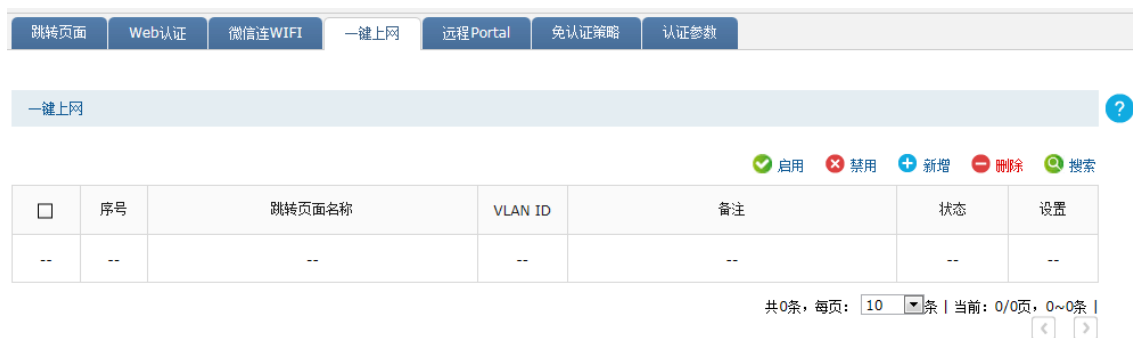 跳转页面 Web认证 微信连WIFI 一键上网 远程Portal 免认证策略 认证参数
一键上网 ?
启用 禁用 新增 删除 搜索
序号 跳转页面名称 VLAN ID 备注 状态 设置
-- -- -- -- -- -- --
共0条，每页： 10 条 | 当前：0/0页，0~0条 |
< >